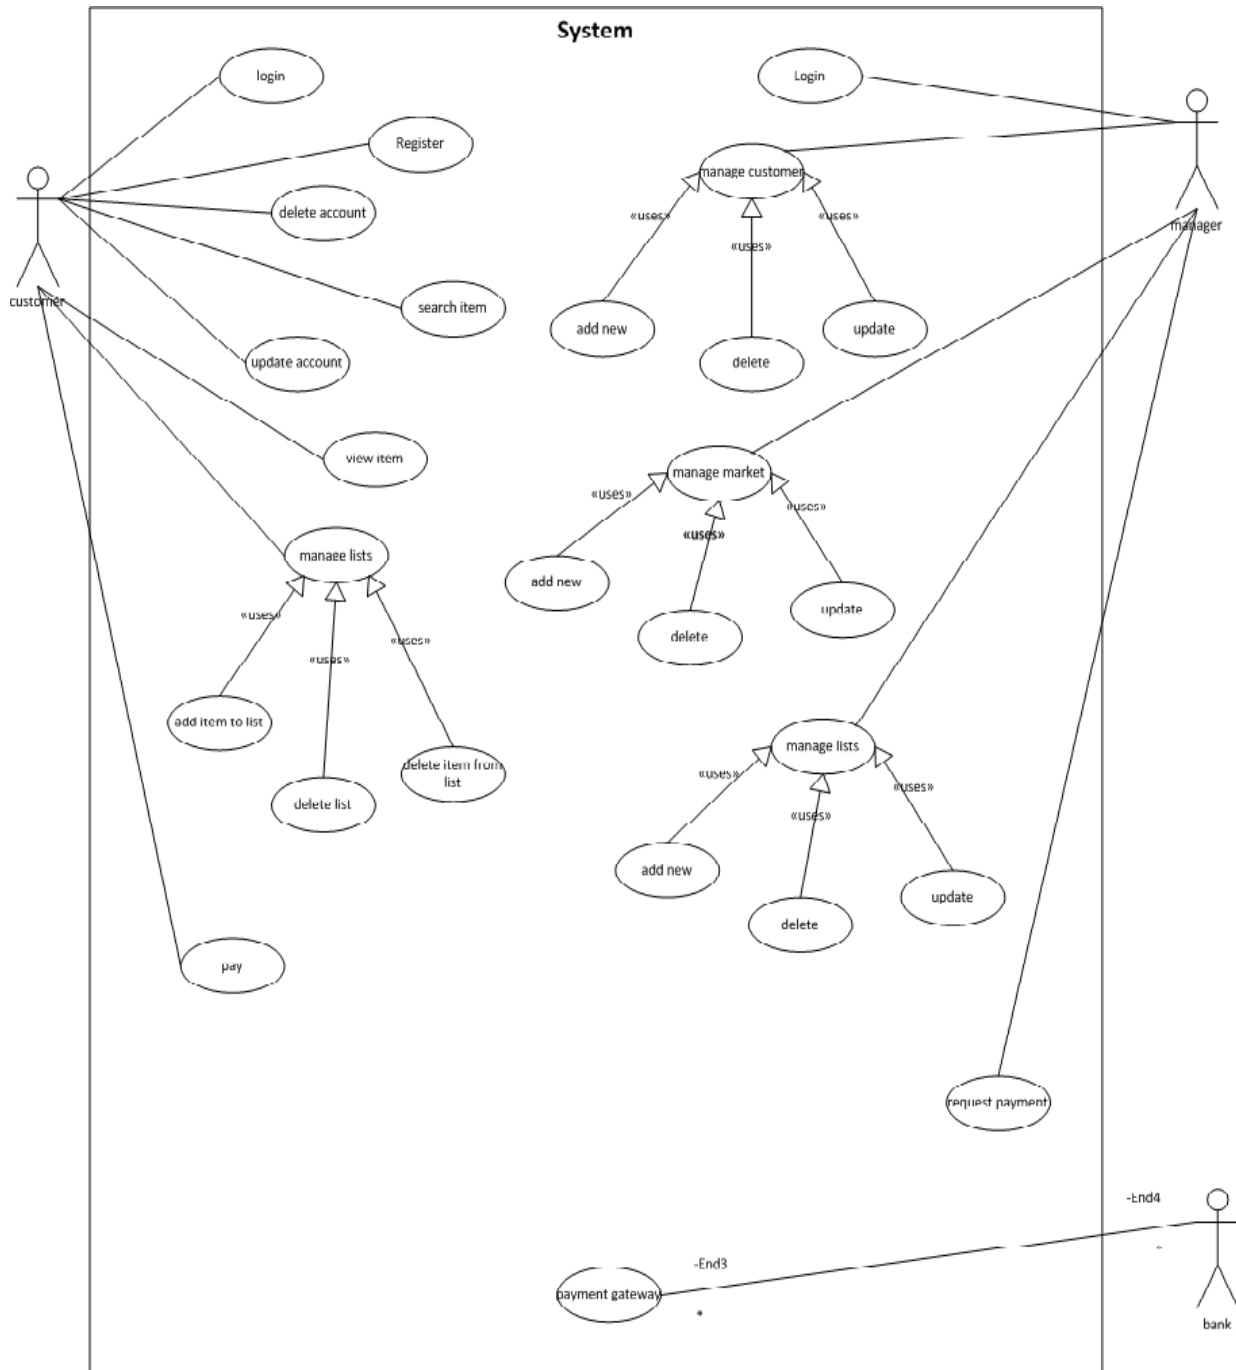 System
login
Login
Register
manage customer
«uses»
«uses»
«uses»
delete account
manager
customer
search item
add new
update
delete
update account
view item
manage market
«uses»
«uses»
«uses»
manage lists
add new
update
delete
«uses»
«uses»
«uses»
add item to list
delete item from
list
delete list
manage lists
«uses»
«uses»
«uses»
add new
update
delete
pay
request payment
-End4
-End3
payment gateway
*
bank